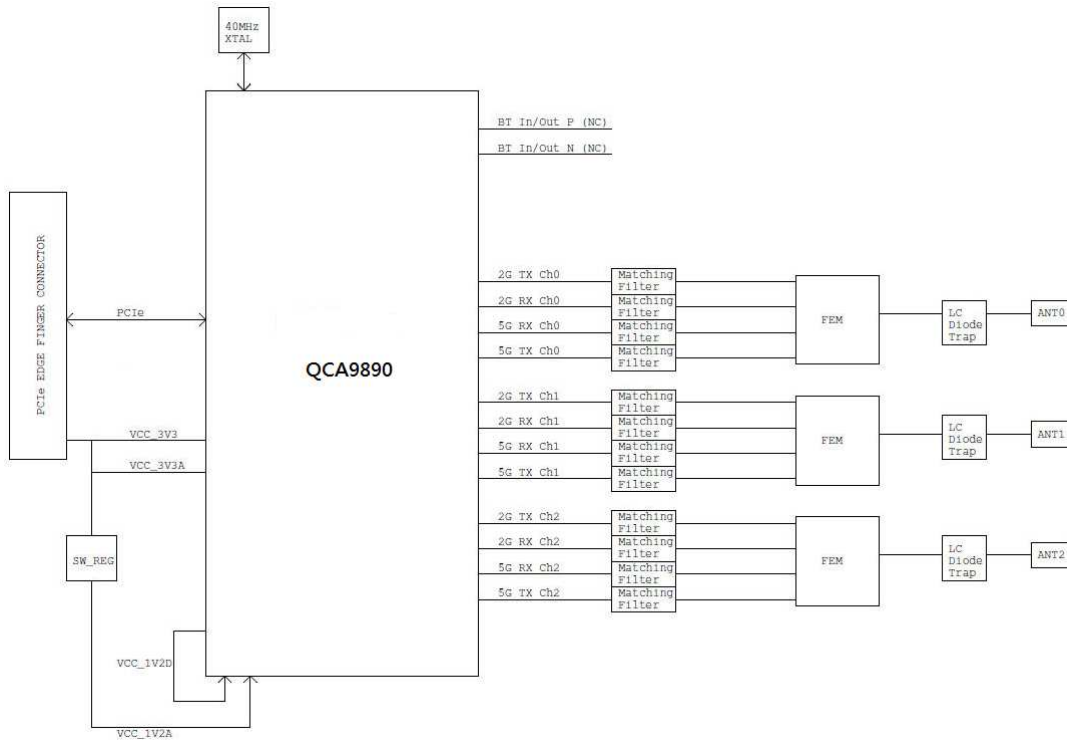 40MHz
XTAL
BT In/Out P (NC)
BT In/Out N (NC)
PCIe EDGE FINGER CONNECTOR
PCIe
QCA9890
VCC_3V3
VCC_3V3A
SW_REG
VCC_1V2D
VCC_1V2A
2G TX Ch0
Matching
Filter
2G RX Ch0
Matching
Filter
5G RX Ch0
Matching
Filter
5G TX Ch0
Matching
Filter
FEM
LC
Diode
Trap
ANT0
2G TX Ch1
Matching
Filter
2G RX Ch1
Matching
Filter
5G RX Ch1
Matching
Filter
5G TX Ch1
Matching
Filter
FEM
LC
Diode
Trap
ANT1
2G TX Ch2
Matching
Filter
2G RX Ch2
Matching
Filter
5G RX Ch2
Matching
Filter
5G TX Ch2
Matching
Filter
FEM
LC
Diode
Trap
ANT2